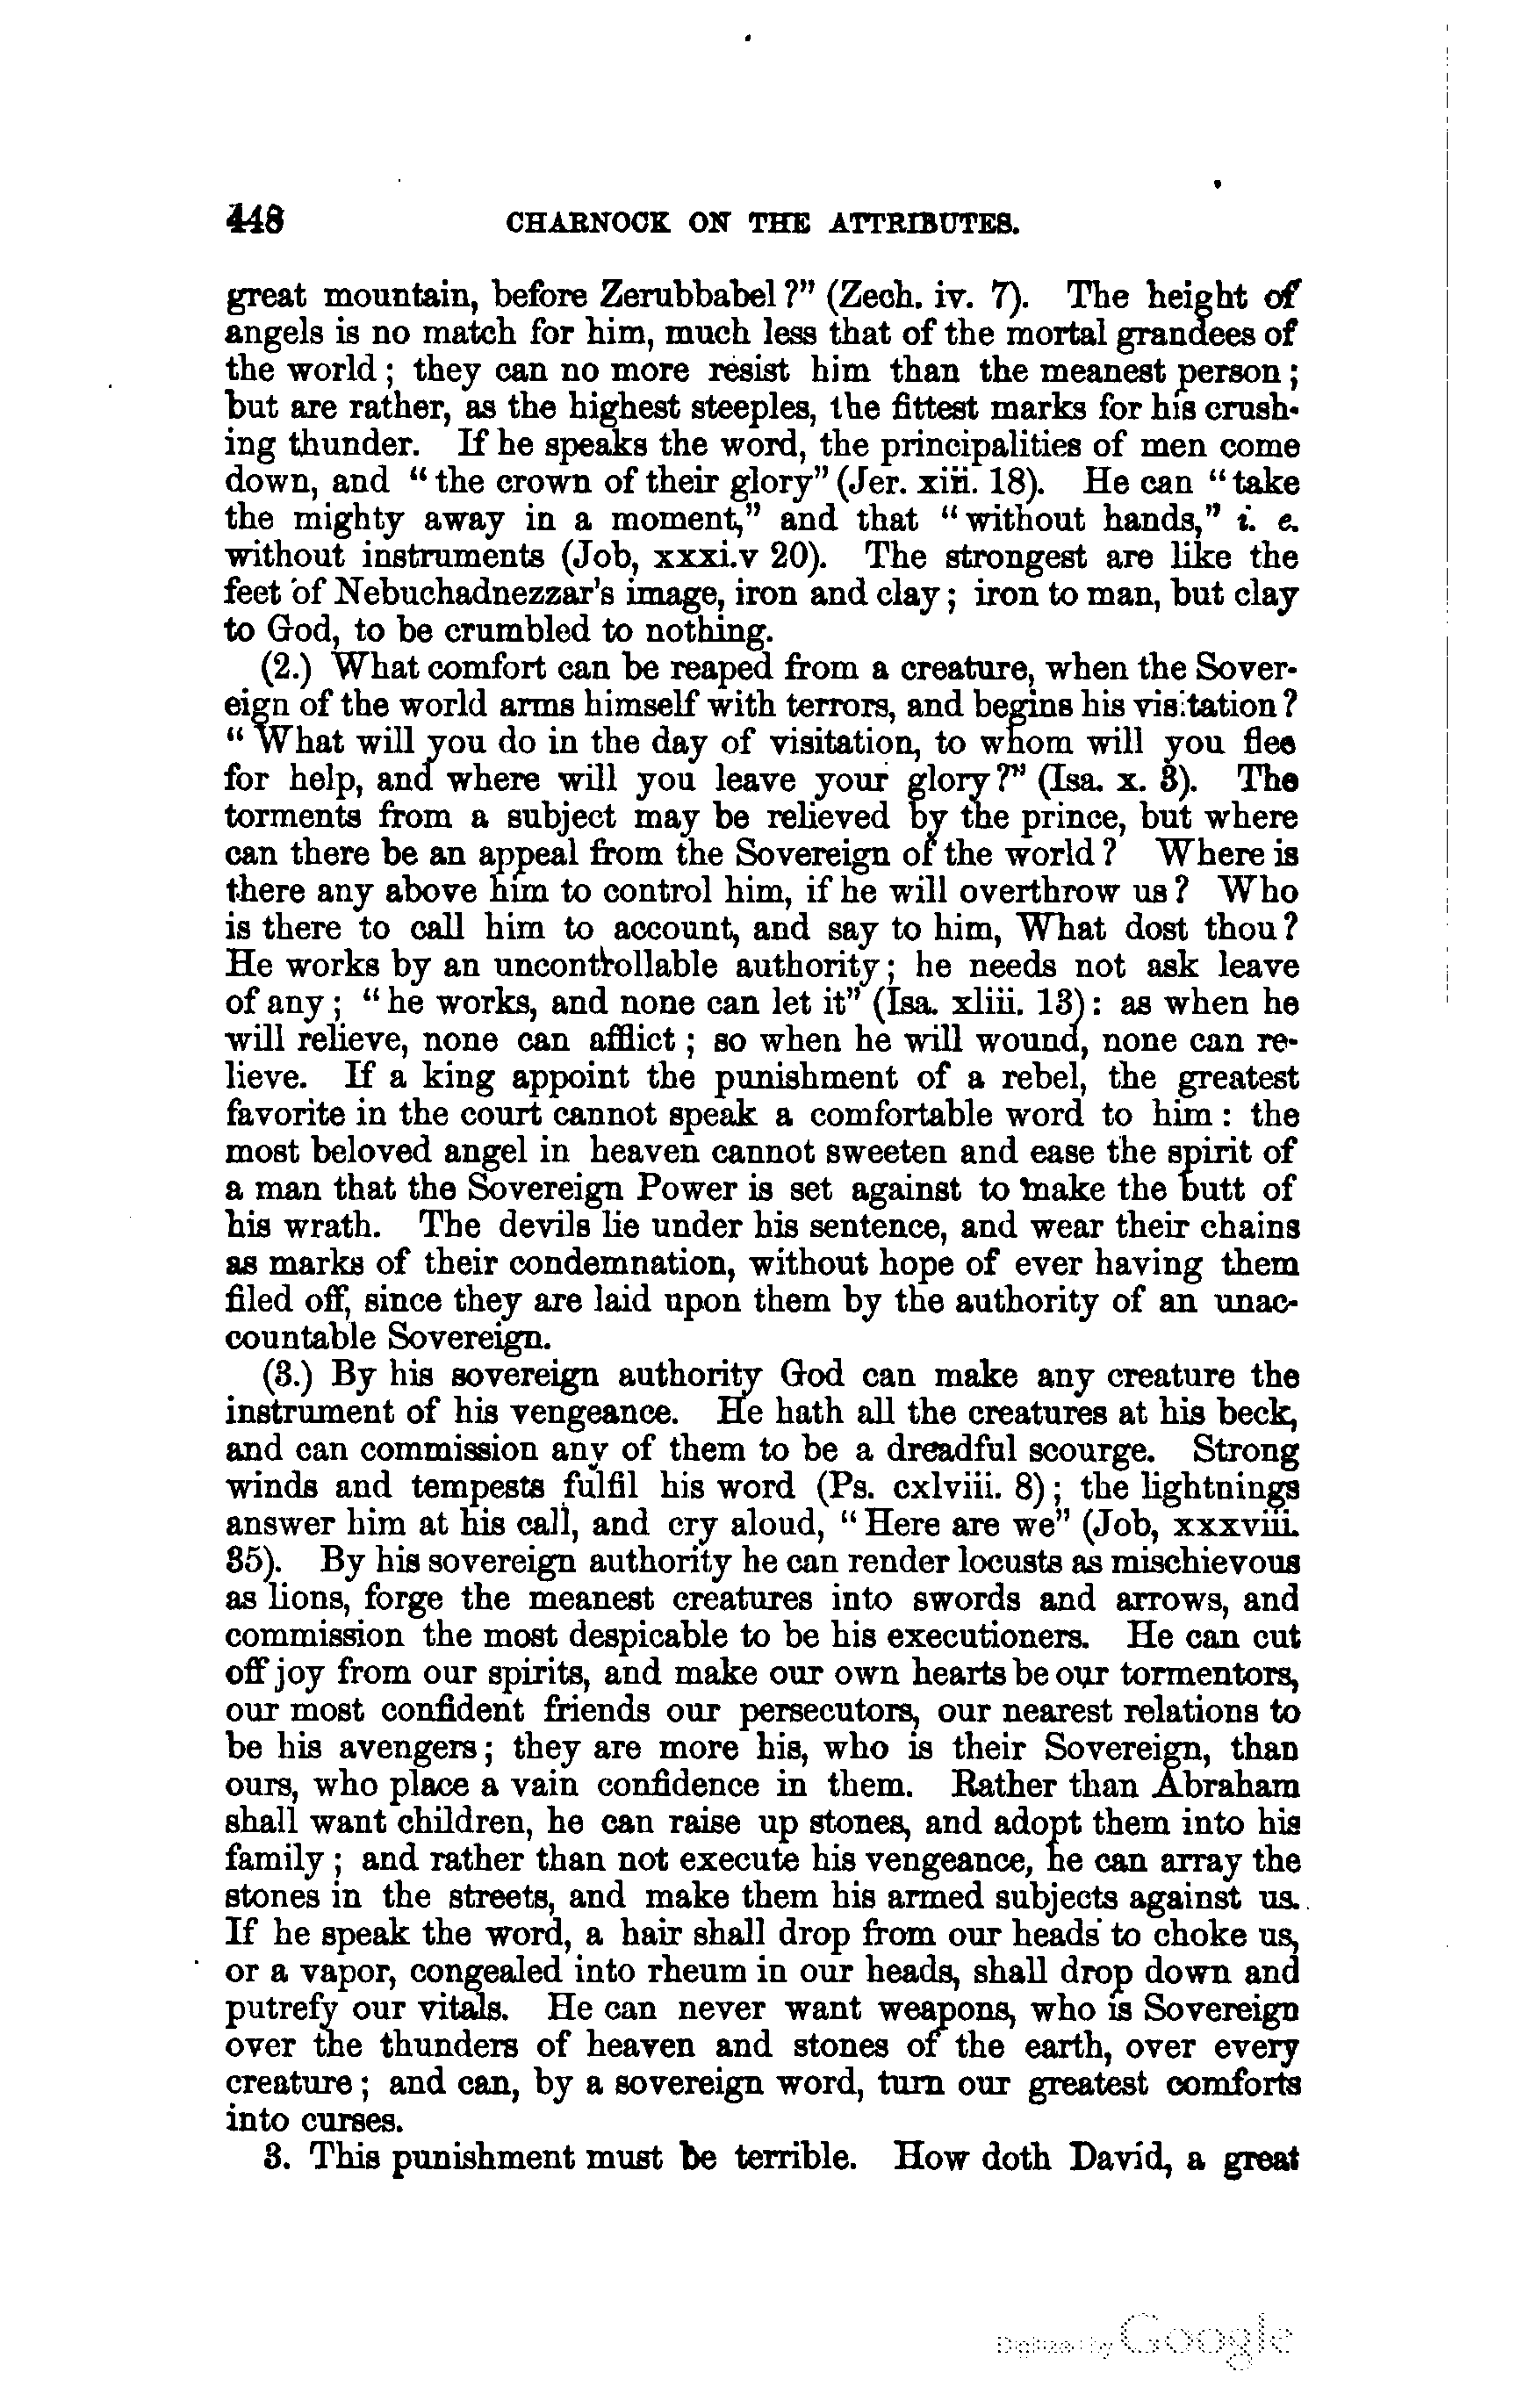 448 CHARNOCK ON THE ATTRIBUTES.
great mountain, before Zerubbabel?” (Zech. iv. 7). The height of
angels is no match for him, much less that of the mortal grandees of
the world; they can no more resist him than the meanest person;
but are rather, as the highest steeples, the fittest marks for his crush-
ing thunder. If he speaks the word, the principalities of men come
down, and “the crown of their glory” (Jer. xiii. 18). He can “take
the mighty away in a moment,” and that “without hands,” i. e.
without instruments (Job, xxxi.v 20). The strongest are like the
feet of Nebuchadnezzar's image, iron and clay; iron to man, but clay
to God, to be crumbled to nothing.
(2.) What comfort can be reaped from a creature, when the Sover-
eign of the world arms himself with terrors, and begins his visitation?
“What will you do in the day of visitation, to whom will you flee
for help, and where will you leave your glory?” (Isa. x. 3). The
torments from a subject may be relieved by the prince, but where
can there be an appeal from the Sovereign of the world? Where is
there any above him to control him, if he will overthrow us? Who
is there to call him to account, and say to him, What dost thou?
He works by an uncontrollable authority; he needs not ask leave
of any; “he works, and none can let it” (Isa. xliii. 13): as when he
will relieve, none can afflict; so when he will wound, none can re-
lieve. If a king appoint the punishment of a rebel, the greatest
favorite in the court cannot speak a comfortable word to him: the
most beloved angel in heaven cannot sweeten and ease the spirit of
a man that the Sovereign Power is set against to make the butt of
his wrath. The devils lie under his sentence, and wear their chains
as marks of their condemnation, without hope of ever having them
filed off, since they are laid upon them by the authority of an unac-
countable Sovereign.
(3.) By his sovereign authority God can make any creature the
instrument of his vengeance. He hath all the creatures at his beck,
and can commission any of them to be a dreadful scourge. Strong
winds and tempests fulfil his word (Ps. cxlviii. 8); the lightnings
answer him at his call, and cry aloud, “Here are we” (Job, xxxviii.
35). By his sovereign authority he can render locusts as mischievous
as lions, forge the meanest creatures into swords and arrows, and
commission the most despicable to be his executioners. He can cut
off joy from our spirits, and make our own hearts be our tormentors,
our most confident friends our persecutors, our nearest relations to
be his avengers; they are more his, who is their Sovereign, than
ours, who place a vain confidence in them. Rather than Abraham
shall want children, he can raise up stones, and adopt them into his
family; and rather than not execute his vengeance, he can array the
stones in the streets, and make them his armed subjects against us.
If he speak the word, a hair shall drop from our heads to choke us,
or a vapor, congealed into rheum in our heads, shall drop down and
putrefy our vitals. He can never want weapons, who is Sovereign
over the thunders of heaven and stones of the earth, over every
creature; and can, by a sovereign word, turn our greatest comforts
into curses.
3. This punishment must be terrible. How doth David, a great
Digitized by Google